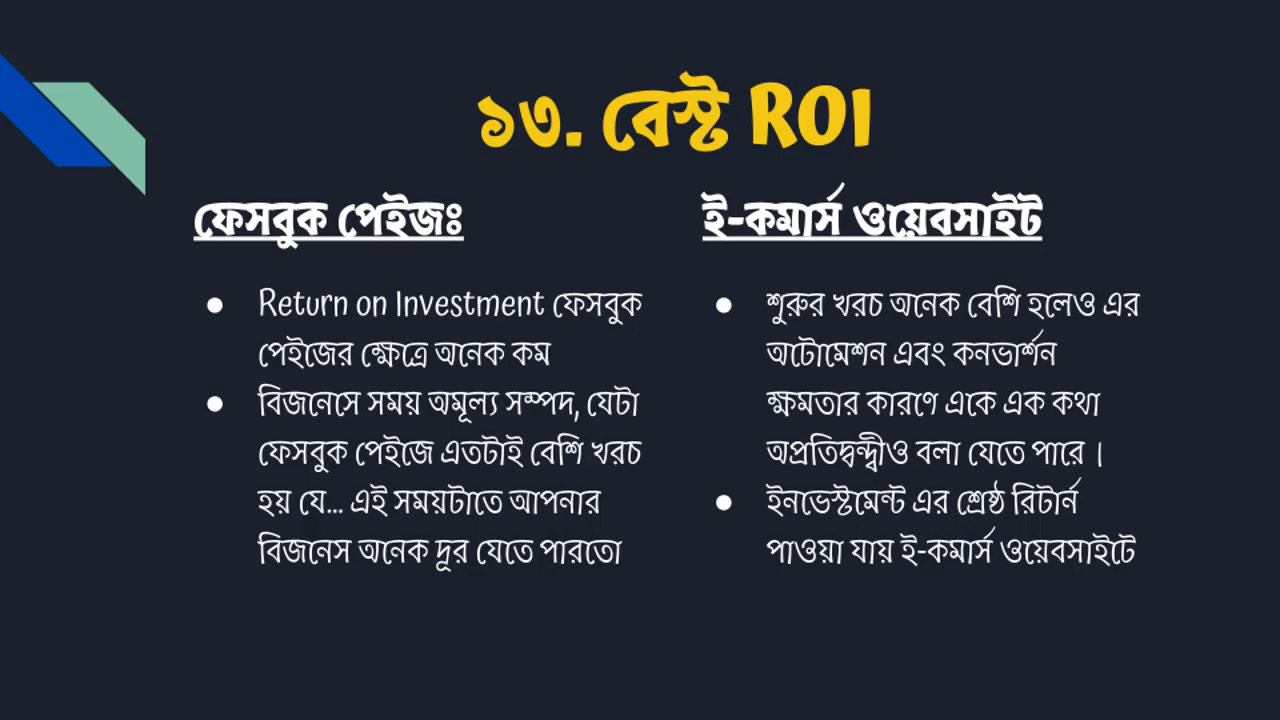 ১৩. বেস্ট ROI
ফেসবুক পেইজঃ
● Return on Investment ফেসবুক
পেইজের ক্ষেত্রে অনেক কম
● বিজনেসে সময় অমূল্য সম্পদ, যেটা
ফেসবুক পেইজে এতটাই বেশি খরচ
হয় যে... এই সময়টাতে আপনার
বিজনেস অনেক দূর যেতে পারতো
ই-কমার্স ওয়েবসাইট
● শুরুর খরচ অনেক বেশি হলেও এর
অটোমেশন এবং কনভার্শন
ক্ষমতার কারণে একে এক কথা
অপ্রতিদ্বন্দ্বীও বলা যেতে পারে ।
● ইনভেস্টমেন্ট এর শ্রেষ্ঠ রিটার্ন
পাওয়া যায় ই-কমার্স ওয়েবসাইটে